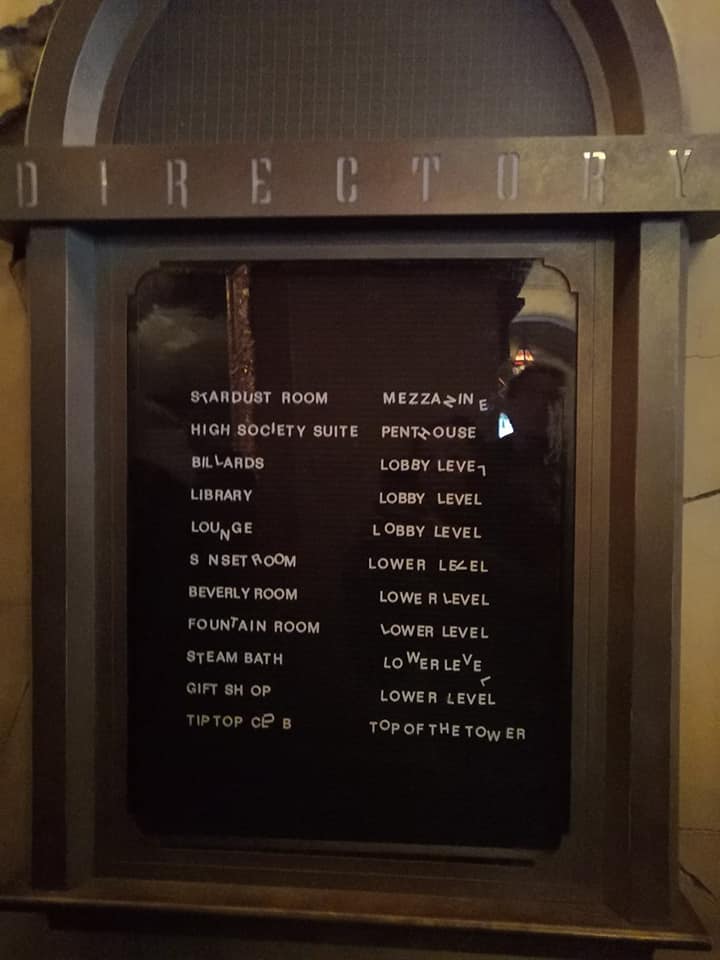 DIRECTORY
STARDUST ROOM MEZZANINE
HIGH SOCIETY SUITE PENTHOUSE
BILLARDS LOBBY LEVEL
LIBRARY LOBBY LEVEL
LOUNGE LOBBY LEVEL
S NSET ROOM LOWER LEVEL
BEVERLY ROOM LOWER LEVEL
FOUNTAIN ROOM LOWER LEVEL
STEAM BATH LOWER LEVEL
GIFT SHOP LOWER LEVEL
TIP TOP TOP OF THE TOWER